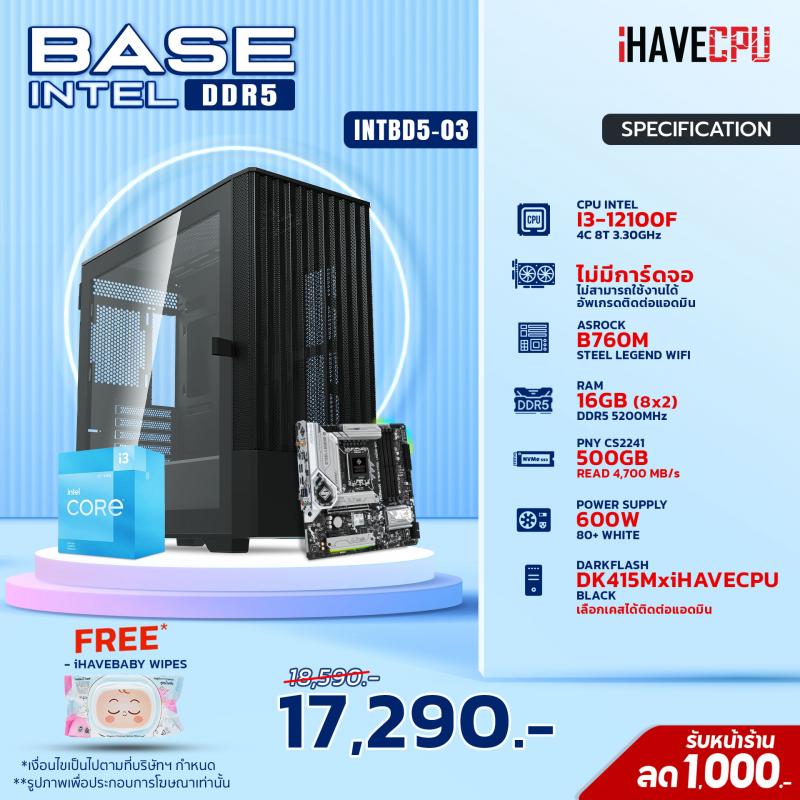 BASE
INTEL DDR5
iHAVECPU
INTBD5-03
SPECIFICATION
CPU
CPU INTEL
I3-12100F
4C 8T 3.30GHz
ไม่มีการ์ดจอ
ไม่สามารถใช้งานได้
อัพเกรดติดต่อแอดมิน
ASROCK
B760M
STEEL LEGEND WIFI
DDR5
RAM
16GB (8x2)
DDR5 5200MHz
NVMe SSD
PNY CS2241
500GB
READ 4,700 MB/s
POWER SUPPLY
600W
80+ WHITE
DARKFLASH
DK415MxiHAVECPU
BLACK
เลือกเคสได้ติดต่อแอดมิน
i3
intel
CORE
FREE*
- iHAVEBABY WIPES
18,590.-
17,290.-
*เงื่อนไขเป็นไปตามที่บริษัทฯ กำหนด
**รูปภาพเพื่อประกอบการโฆษณาเท่านั้น
รับหน้าร้าน
ลด 1,000.-